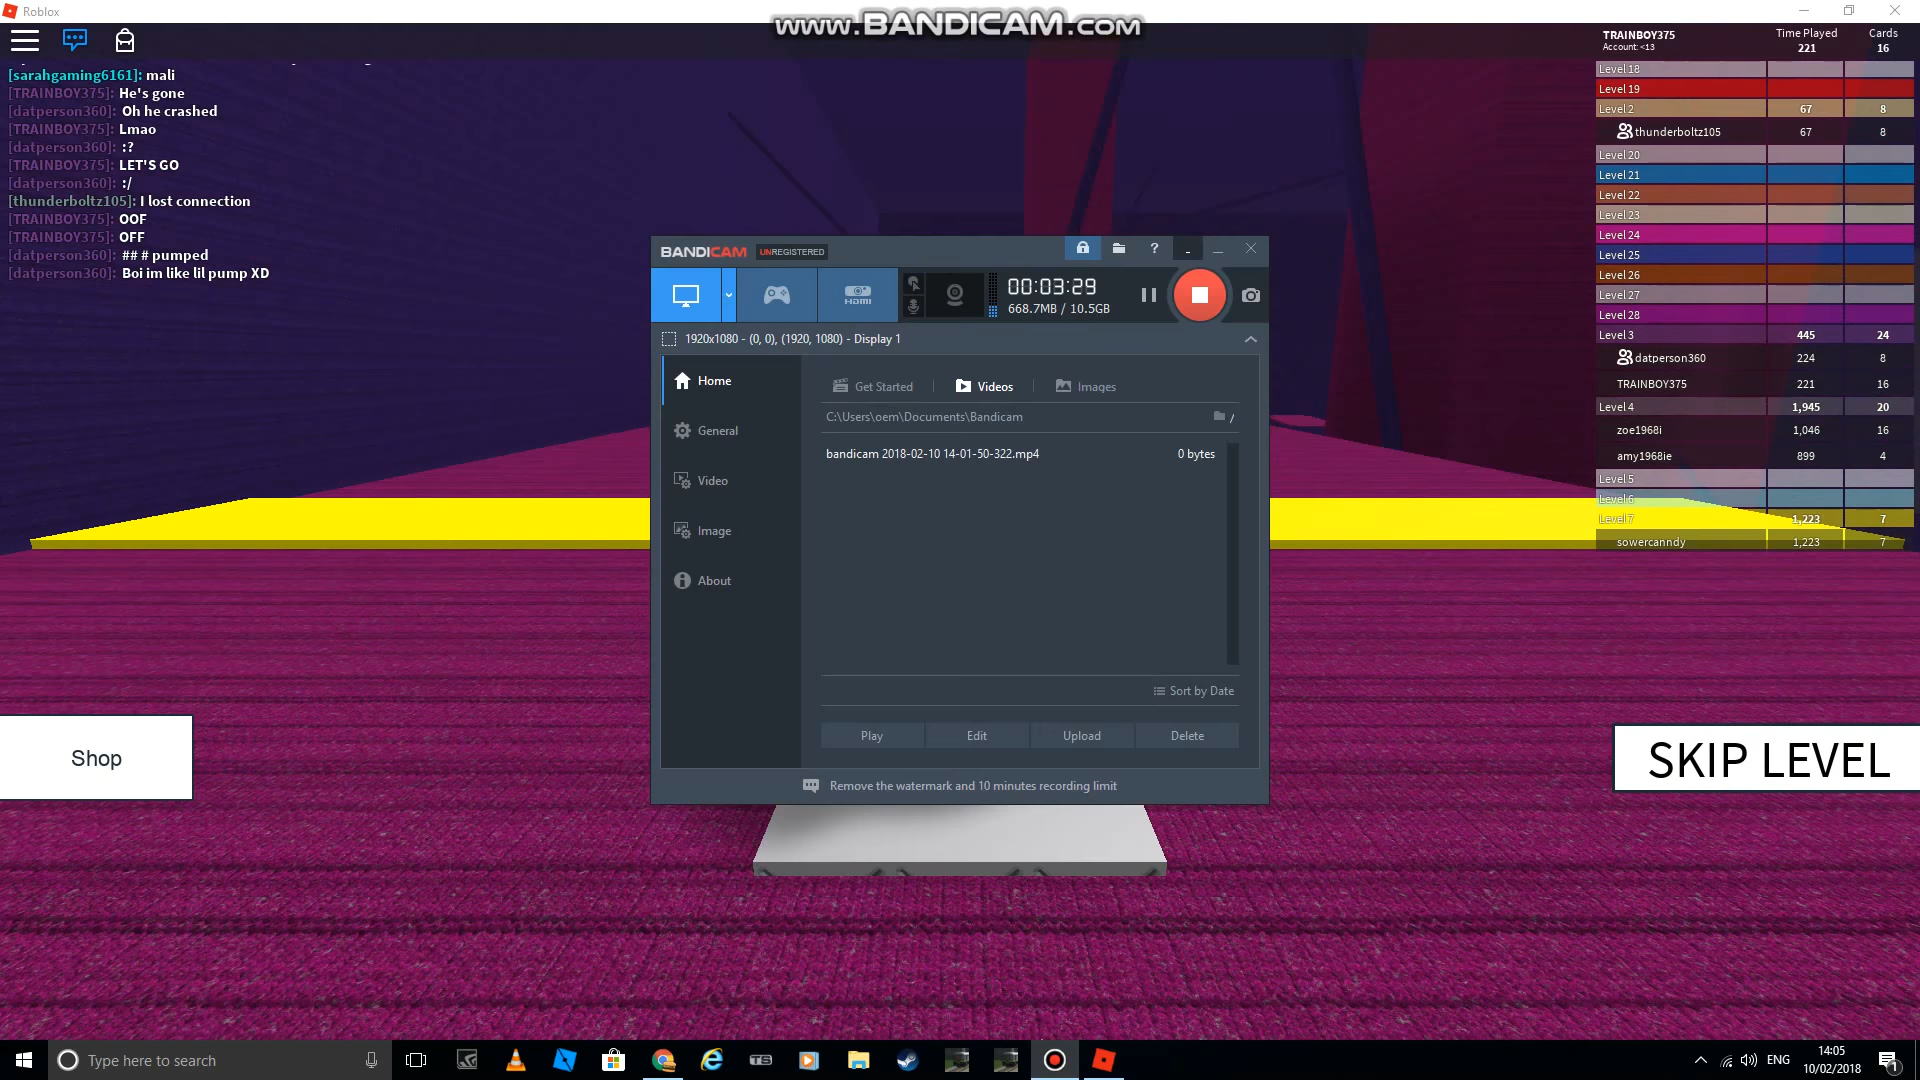 Roblox
www.BANDICAM.com
[sarahgaming6161]: mali
[TRAINBOY375]: He's gone
[datperson360]: Oh he crashed
[TRAINBOY375]: Lmao
[datperson360]: :?
[TRAINBOY375]: LET'S GO
[datperson360]: :/
[thunderboltz105]: I lost connection
[TRAINBOY375]: OOF
[TRAINBOY375]: OFF
[datperson360]: ## # pumped
[datperson360]: Boi im like lil pump XD
TRAINBOY375 Time Played Cards
Account: <13 221 16
Level 18
Level 19
Level 2 67 8
thunderboltz105 67 8
Level 20
Level 21
Level 22
Level 23
Level 24
Level 25
Level 26
Level 27
Level 28
Level 3 445 24
datperson360 224 8
TRAINBOY375 221 16
Level 4 1,945 20
zoe1968i 1,046 16
amy1968ie 899 4
Level 5
Level 6
Level 7 1,223 7
sowercanndy 1,223 7
BANDICAM UNREGISTERED ?
HDMI
00:03:29
668.7MB / 10.5GB
1920x1080 - (0, 0), (1920, 1080) - Display 1
Home
General
Video
Image
About
Get Started Videos Images
C:\Users\oem\Documents\Bandicam /
bandicam 2018-02-10 14-01-50-322.mp4 0 bytes
Sort by Date
Play Edit Upload Delete
Remove the watermark and 10 minutes recording limit
Shop
SKIP LEVEL
Type here to search
TS
ENG
14:05
10/02/2018
1